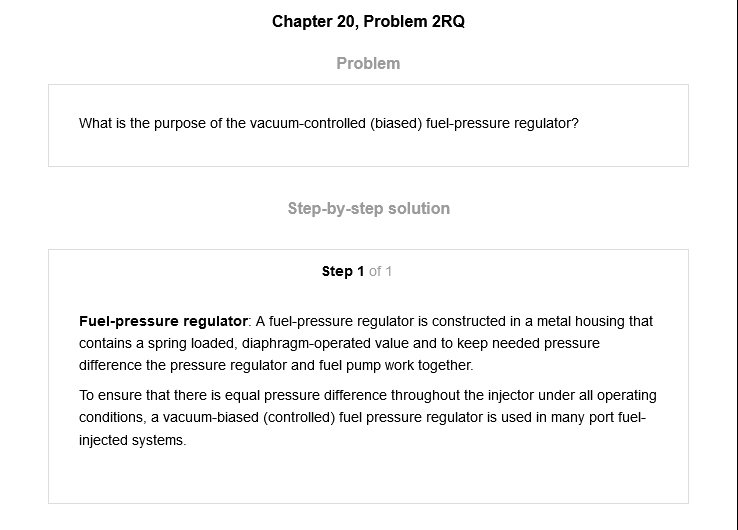 Chapter 20, Problem 2RQ
Problem
What is the purpose of the vacuum-controlled (biased) fuel-pressure regulator?
Step-by-step solution
Step 1 of 1
Fuel-pressure regulator: A fuel-pressure regulator is constructed in a metal housing that
contains a spring loaded, diaphragm-operated value and to keep needed pressure
difference the pressure regulator and fuel pump work together.
To ensure that there is equal pressure difference throughout the injector under all operating
conditions, a vacuum-biased (controlled) fuel pressure regulator is used in many port fuel-
injected systems.